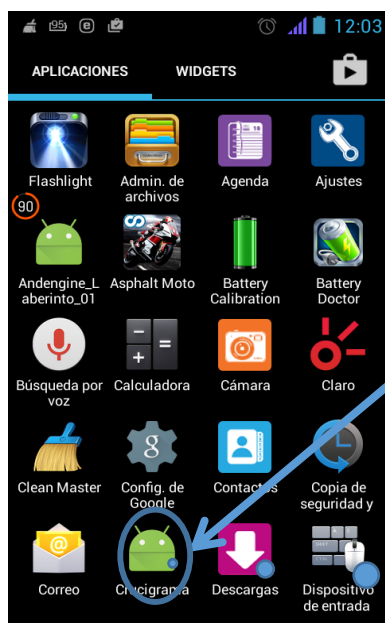 95 e 12:03
APLICACIONES WIDGETS
Flashlight Admin. de archivos Agenda Ajustes
90
Andengine_L aberinto_01 Asphalt Moto Battery Calibration Battery Doctor
Búsqueda por voz Calculadora Cámara Claro
Clean Master Config. de Google Contactos Copia de seguridad y
Correo Crucigrama Descargas Dispositivo de entrada